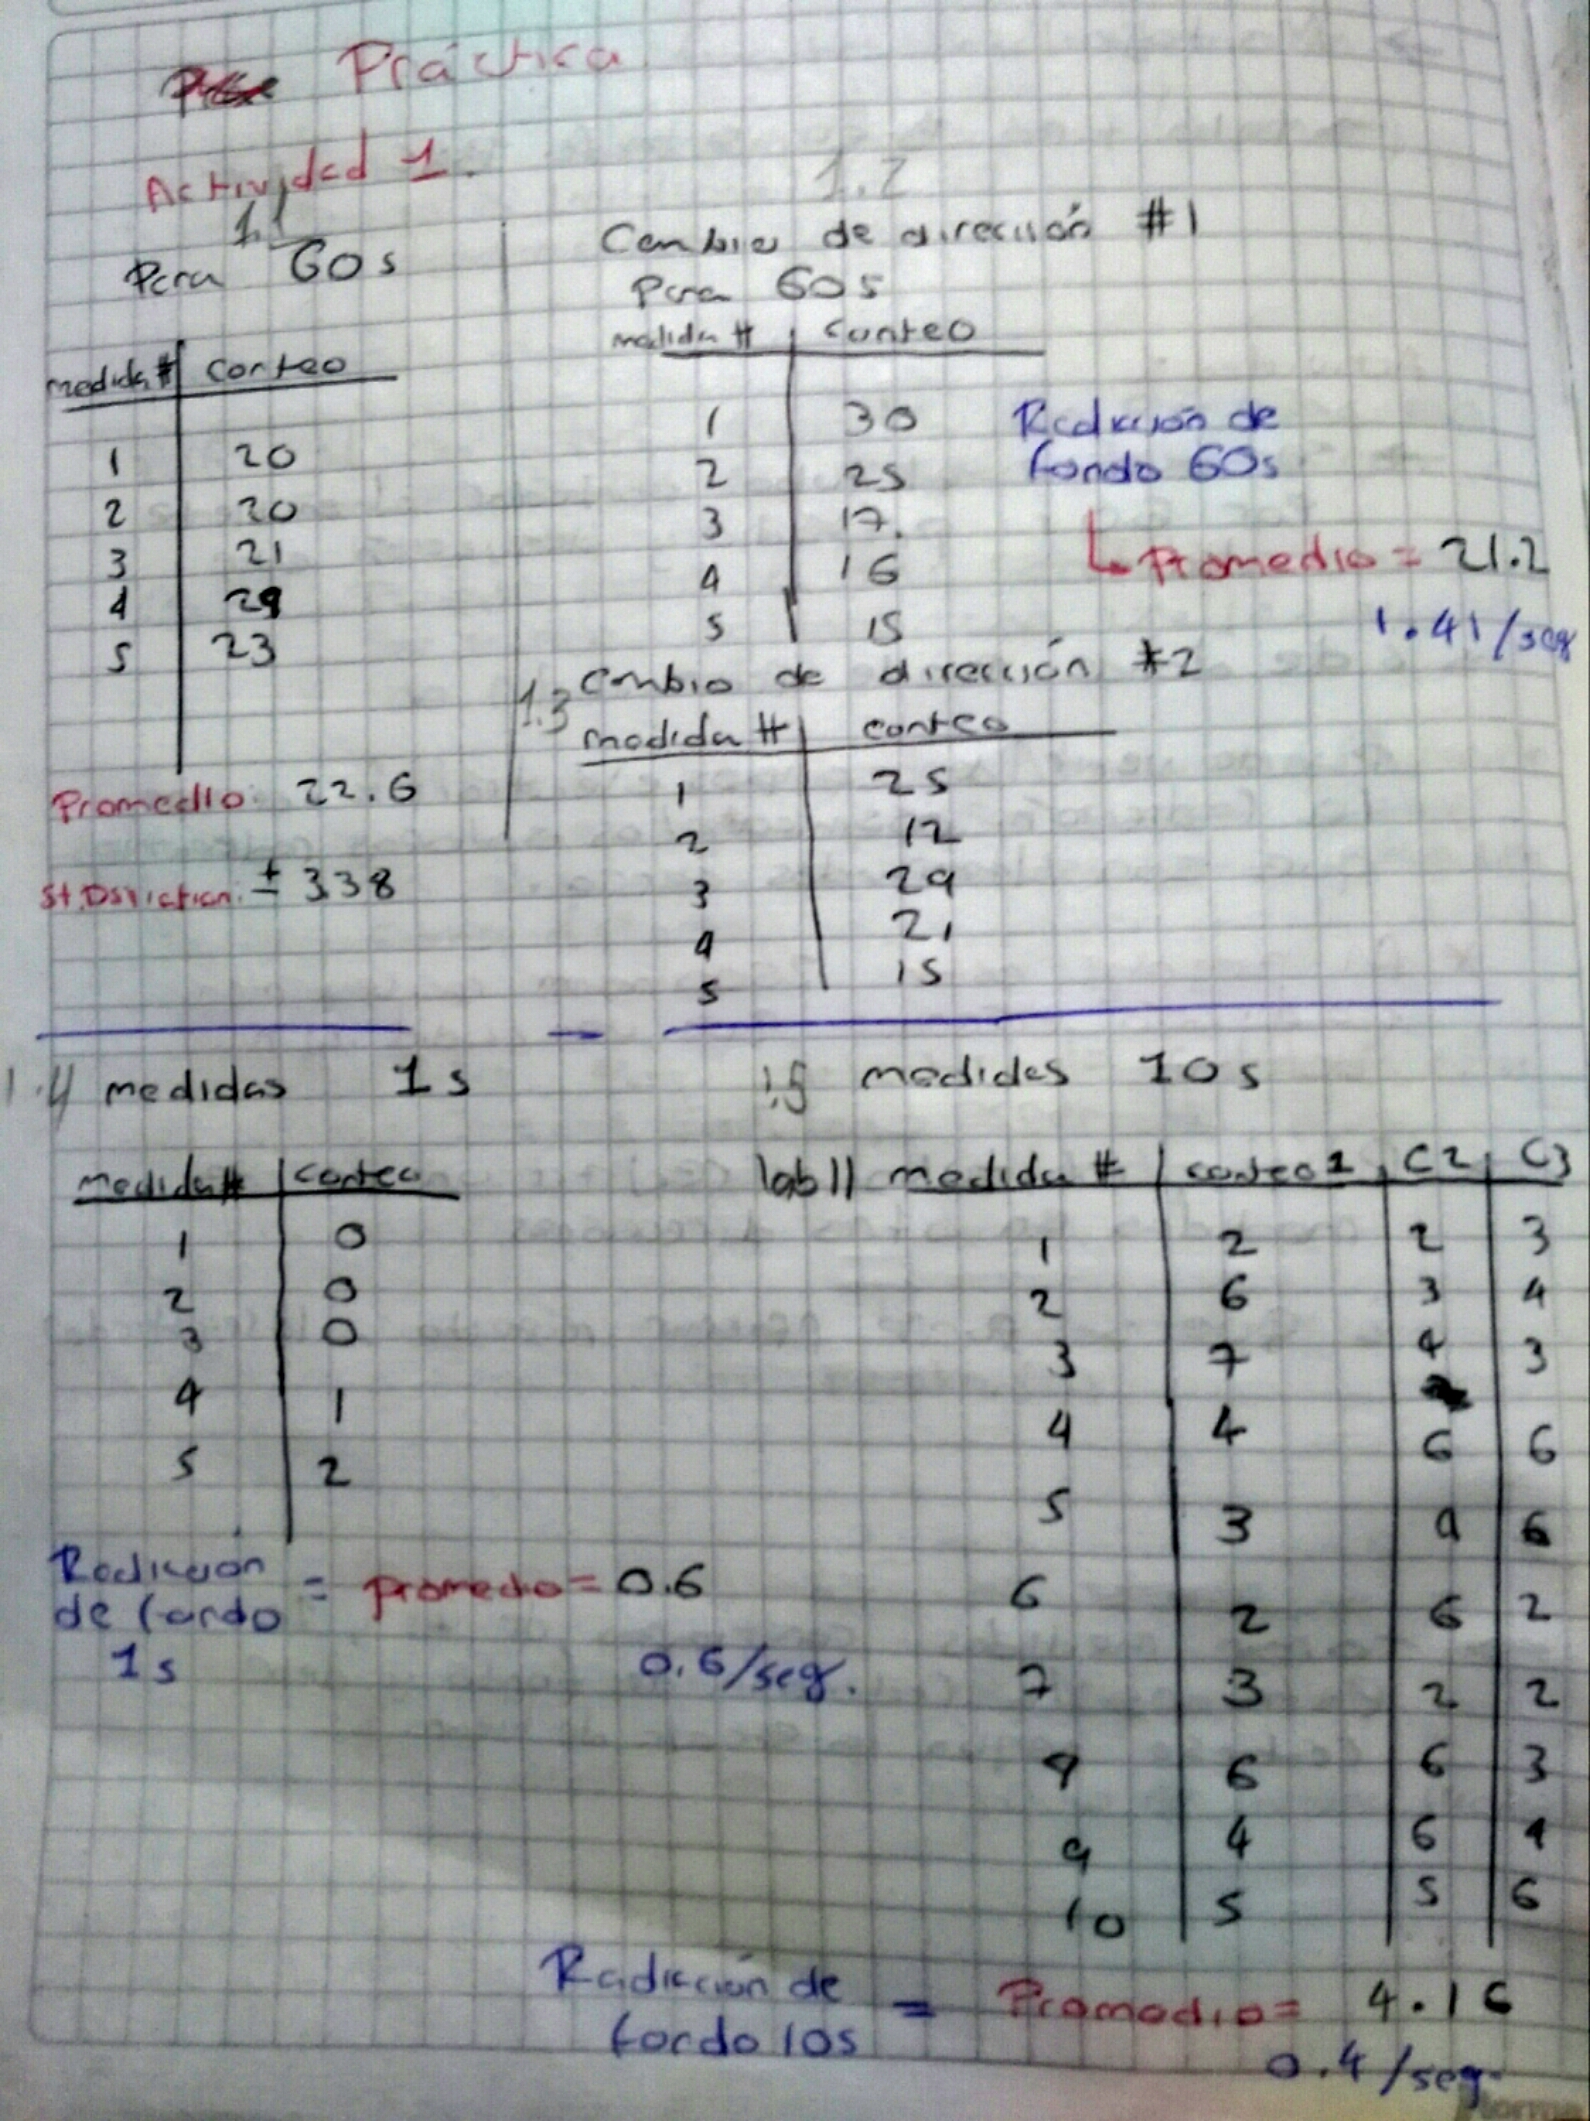 Práctica
Actividad 1.
1.1
Para 60s
medida # conteo
1 20
2 20
3 21
4 29
5 23
Promedio: 22.6
St. Desviation: ± 3.38
1.2
Cambio de dirección #1
Para 60s
medida # conteo
1 30
2 25
3 17.
4 16
5 15
Radiación de
fondo 60s
Promedio = 21.2
1.41/seg
1.3 Cambio de dirección #2
medida # conteo
1 25
2 12
3 29
4 21
5 15
1.4 medidas 1s
medida # conteo
1 0
2 0
3 0
4 1
5 2
Radiación
de fondo = promedio = 0.6
1s 0.6/seg.
1.5 medidas 10s
lab11 medida # conteo 1 C2 C3
1 2 2 3
2 6 3 4
3 7 4 3
4 4 6 6
5 3 9 6
6 2 6 2
7 3 2 2
6 6 3
9 4 6 4
10 5 5 6
Radiación de
fondo 10s = Promedio = 4.16
0.4/seg.
Norma